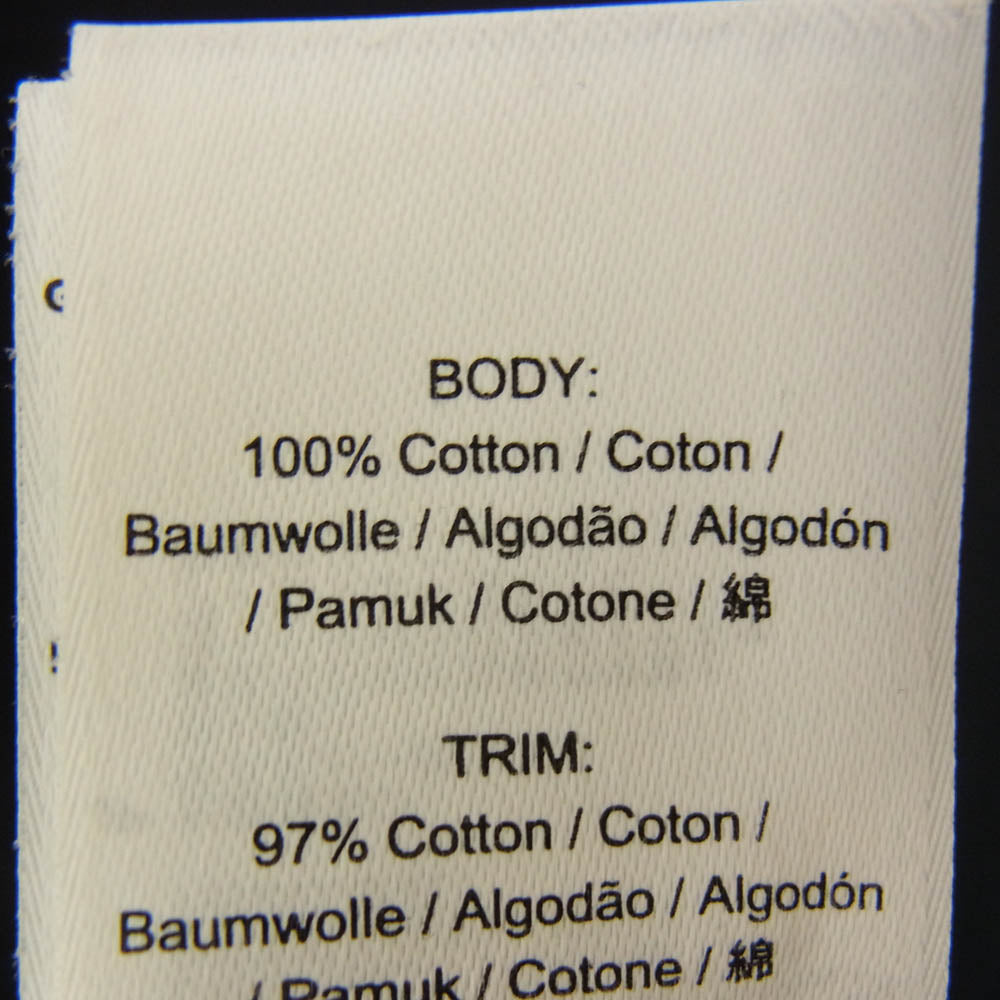 BODY:
100% Cotton / Coton /
Baumwolle / Algodão / Algodón
/ Pamuk / Cotone / 綿
TRIM:
97% Cotton / Coton /
Baumwolle / Algodão / Algodón
/ Pamuk / Cotone / 綿